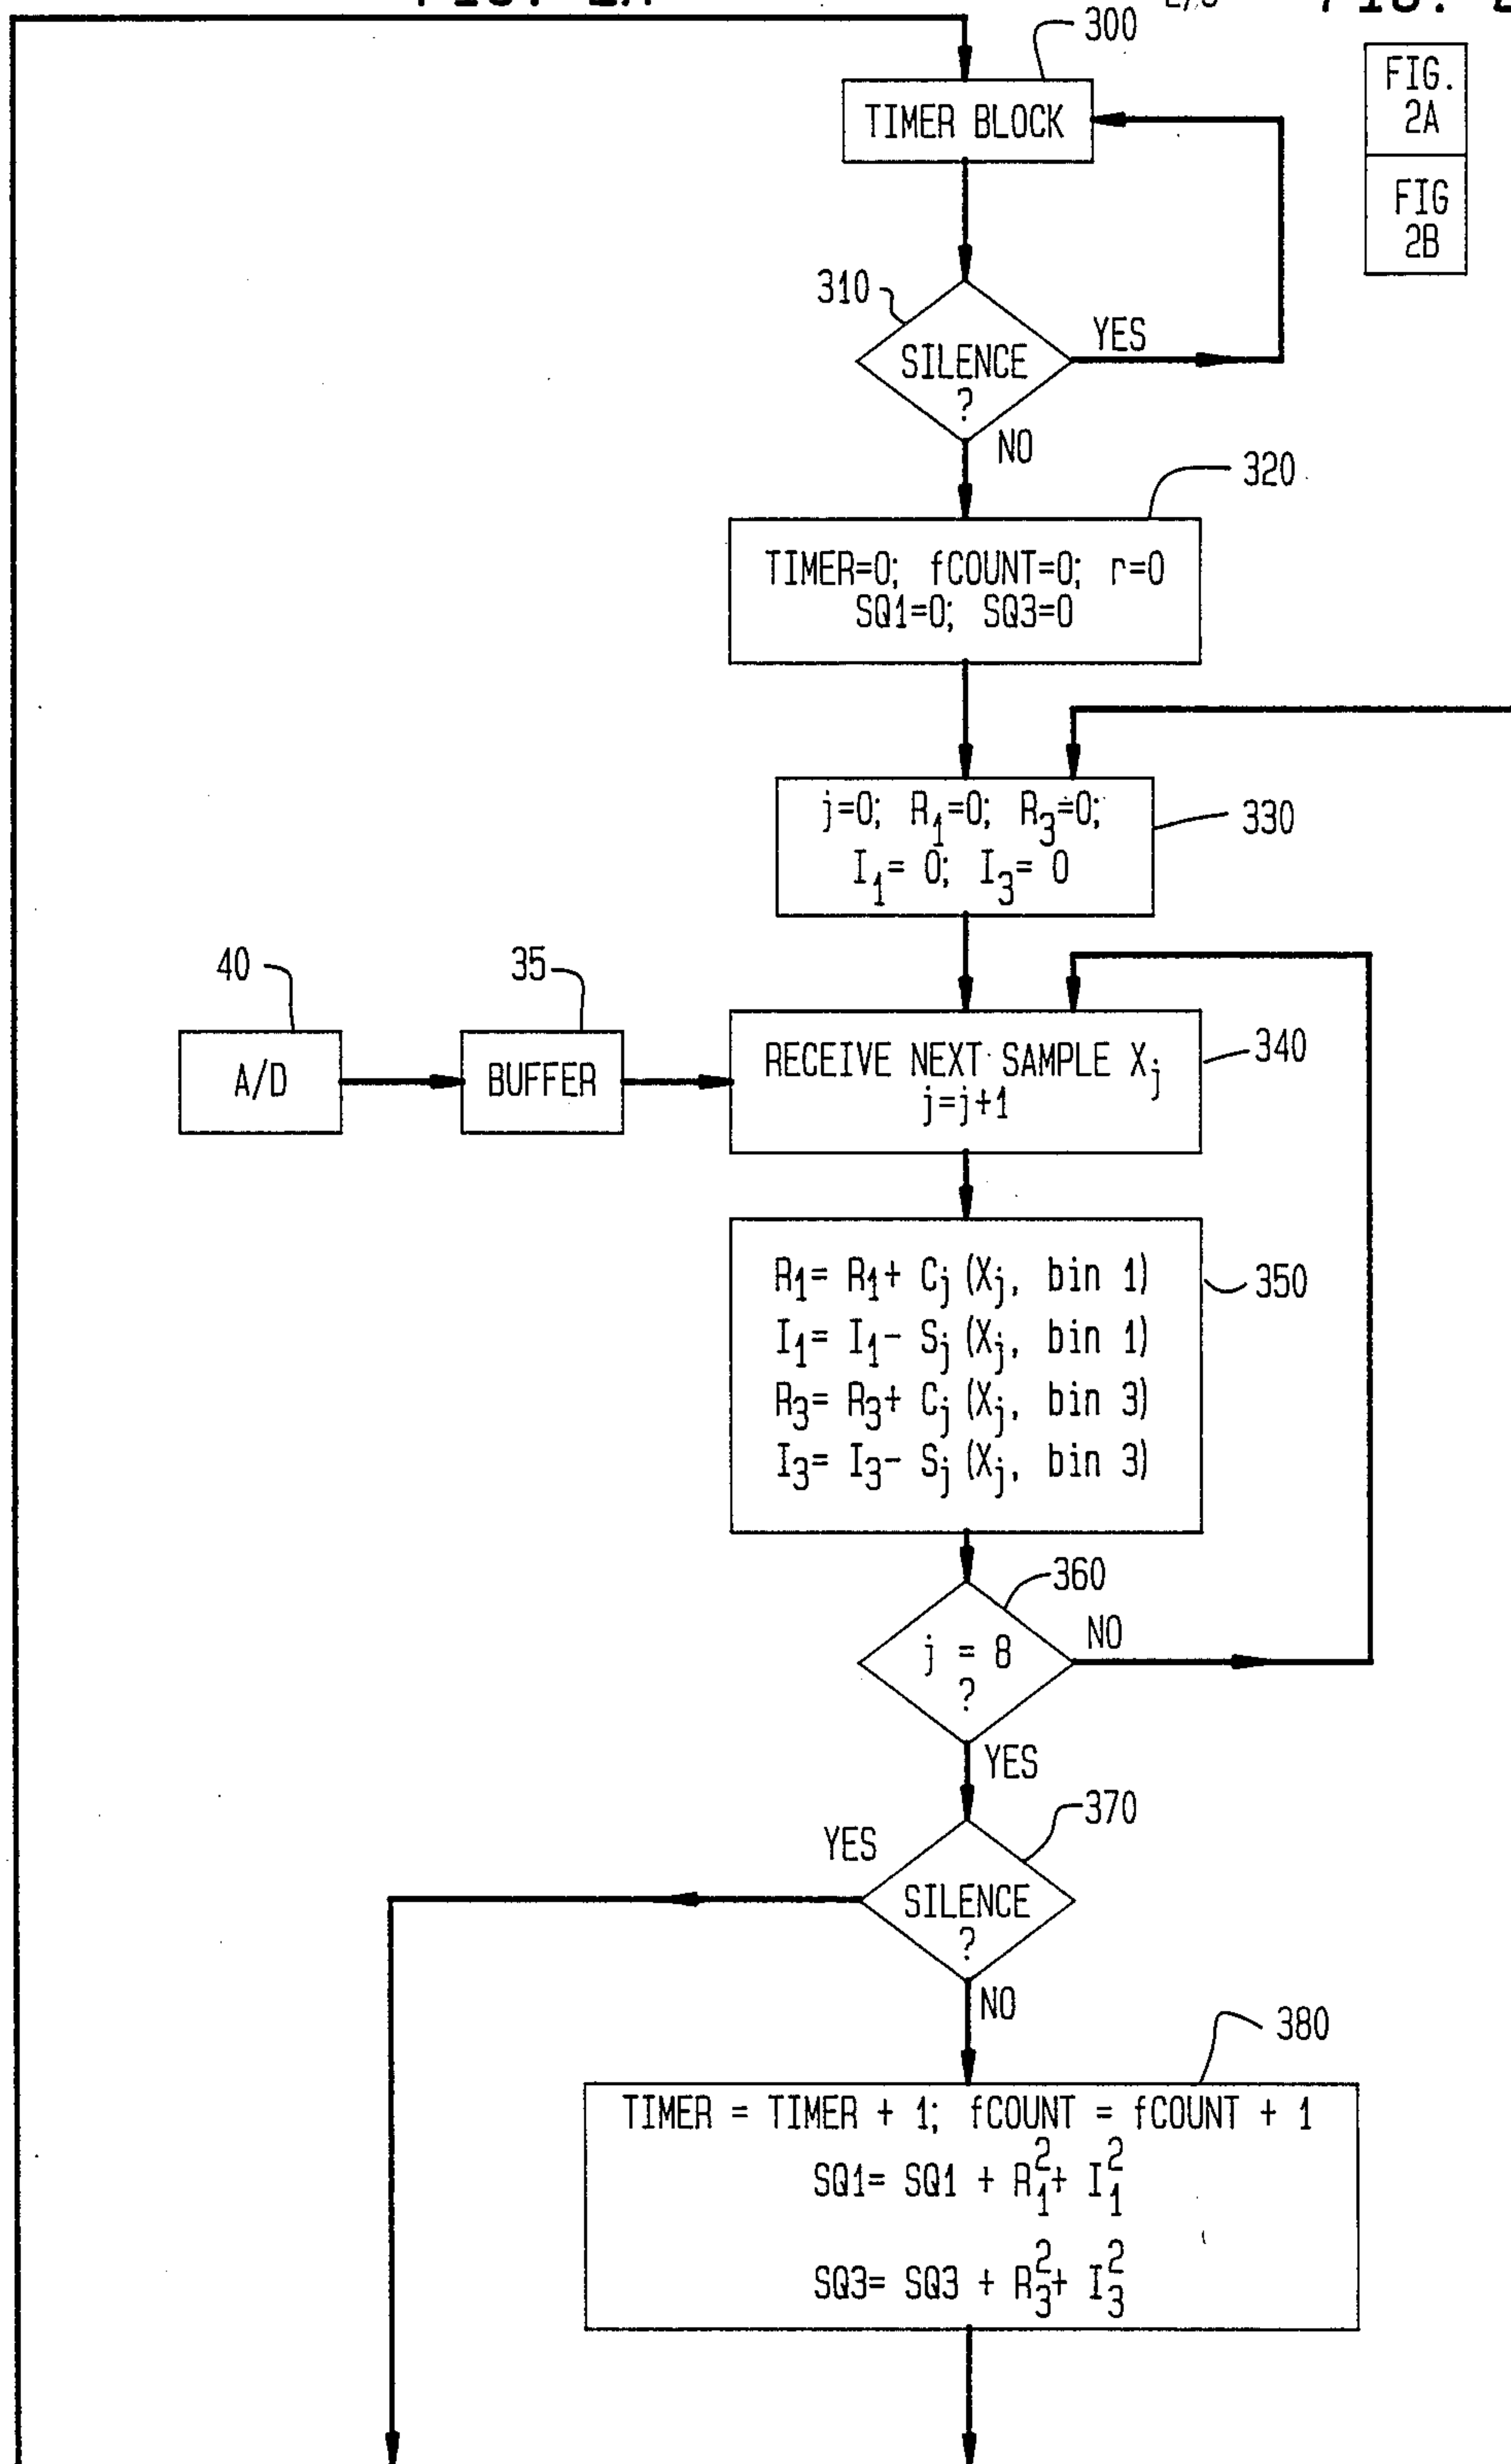 300
TIMER BLOCK
FIG.
2A
FIG
2B
310
SILENCE
?
YES
NO
320
TIMER=0; fCOUNT=0; r=0
SQ1=0; SQ3=0
j=0; R₁=0; R₃=0;
I₁= 0; I₃= 0
330
40
35
A/D
BUFFER
RECEIVE NEXT SAMPLE Xⱼ
j=j+1
340
R₁= R₁+ Cⱼ (Xⱼ, bin 1)
I₁= I₁- Sⱼ (Xⱼ, bin 1)
R₃= R₃+ Cⱼ (Xⱼ, bin 3)
I₃= I₃- Sⱼ (Xⱼ, bin 3)
350
360
j = 8
?
NO
YES
370
YES
SILENCE
?
NO
380
TIMER = TIMER + 1; fCOUNT = fCOUNT + 1
SQ1= SQ1 + R₁²+ I₁²
SQ3= SQ3 + R₃²+ I₃²